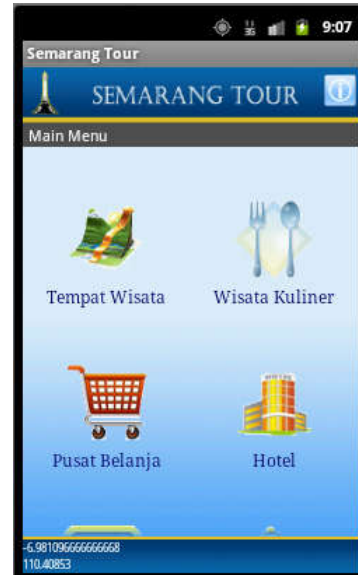 3G 9:07
Semarang Tour
SEMARANG TOUR
Main Menu
Tempat Wisata Wisata Kuliner
Pusat Belanja Hotel
-6.981096666666668
110.40853